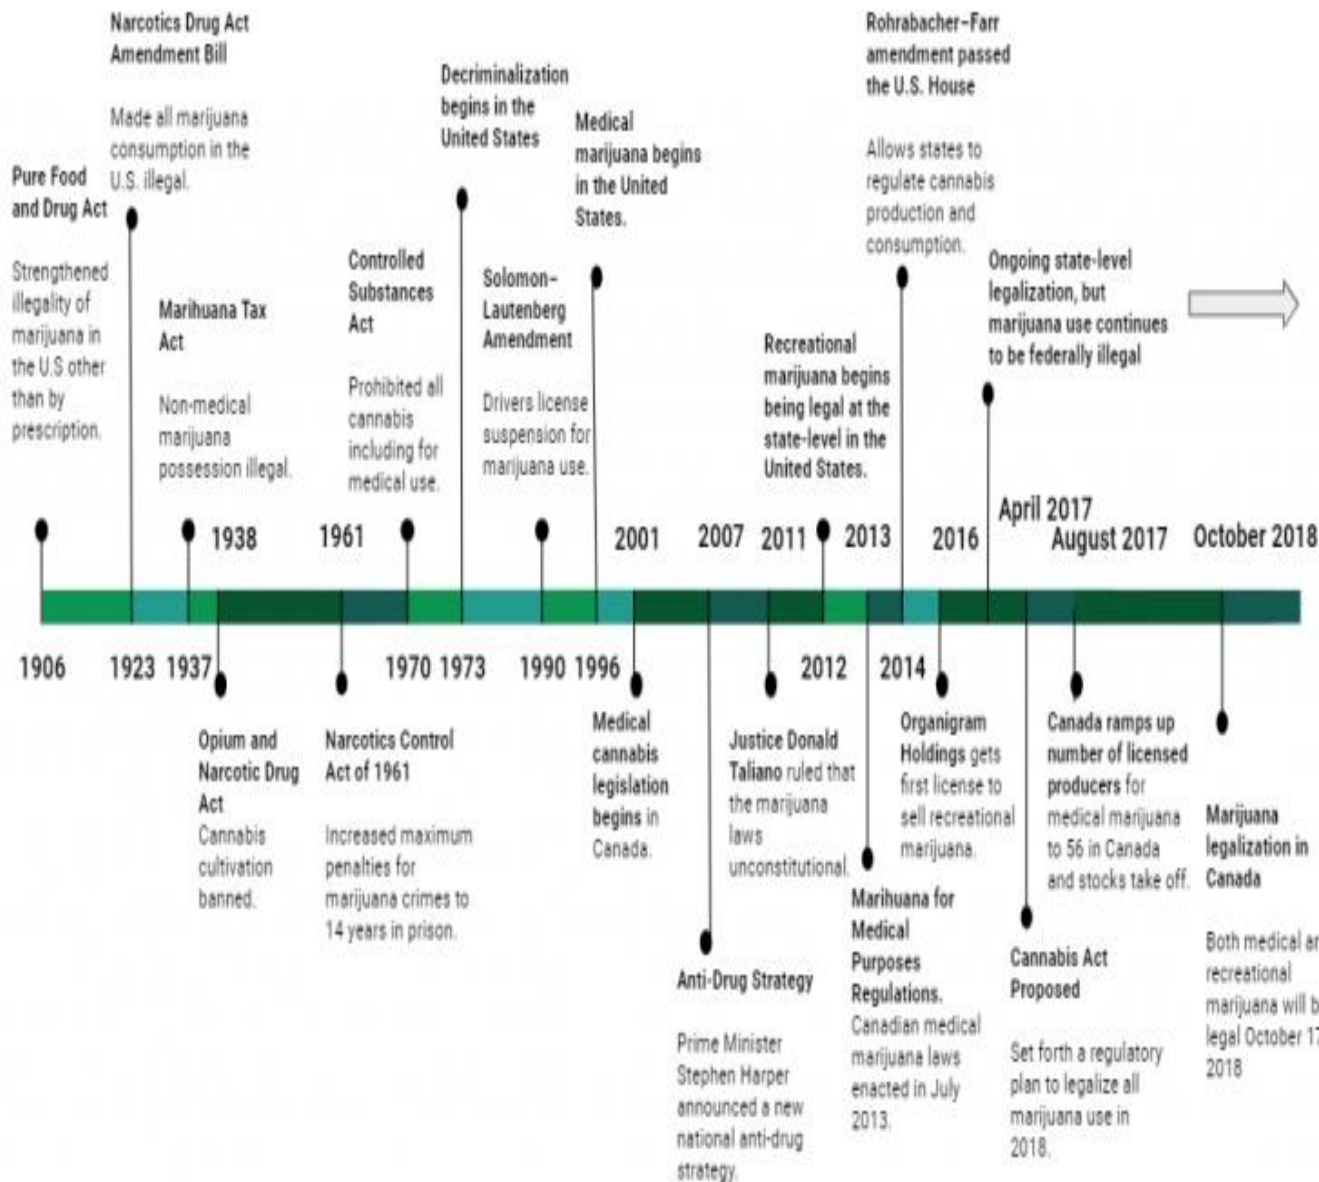 Narcotics Drug Act
Amendment Bill
Made all marijuana
consumption in the
U.S. illegal.
Pure Food
and Drug Act
Strengthened
illegality of
marijuana in
the U.S other
than by
prescription.
Marihuana Tax
Act
Non-medical
marijuana
possession illegal.
Controlled
Substances
Act
Prohibited all
cannabis
including for
medical use.
Decriminalization
begins in the
United States
Solomon-
Lautenberg
Amendment
Drivers license
suspension for
marijuana use.
Medical
marijuana begins
in the United
States.
Recreational
marijuana begins
being legal at the
state-level in the
United States.
Rohrabacher-Farr
amendment passed
the U.S. House
Allows states to
regulate cannabis
production and
consumption.
Ongoing state-level
legalization, but
marijuana use continues
to be federally illegal
1938
1961
2001
2007
2011
2013
2016
April 2017
August 2017
October 2018
1906
1923
1937
1970
1973
1990
1996
2012
2014
Opium and
Narcotic Drug
Act
Cannabis
cultivation
banned.
Narcotics Control
Act of 1961
Increased maximum
penalties for
marijuana crimes to
14 years in prison.
Medical
cannabis
legislation
begins in
Canada.
Anti-Drug Strategy
Prime Minister
Stephen Harper
announced a new
national anti-drug
strategy.
Justice Donald
Taliano ruled that
the marijuana
laws
unconstitutional.
Marihuana for
Medical
Purposes
Regulations.
Canadian medical
marijuana laws
enacted in July
2013.
Organigram
Holdings gets
first license to
sell recreational
marijuana.
Cannabis Act
Proposed
Set forth a regulatory
plan to legalize all
marijuana use in
2018.
Canada ramps up
number of licensed
producers for
medical marijuana
to 56 in Canada
and stocks take off.
Marijuana
legalization in
Canada
Both medical
recreational
marijuana will
legal October
2018